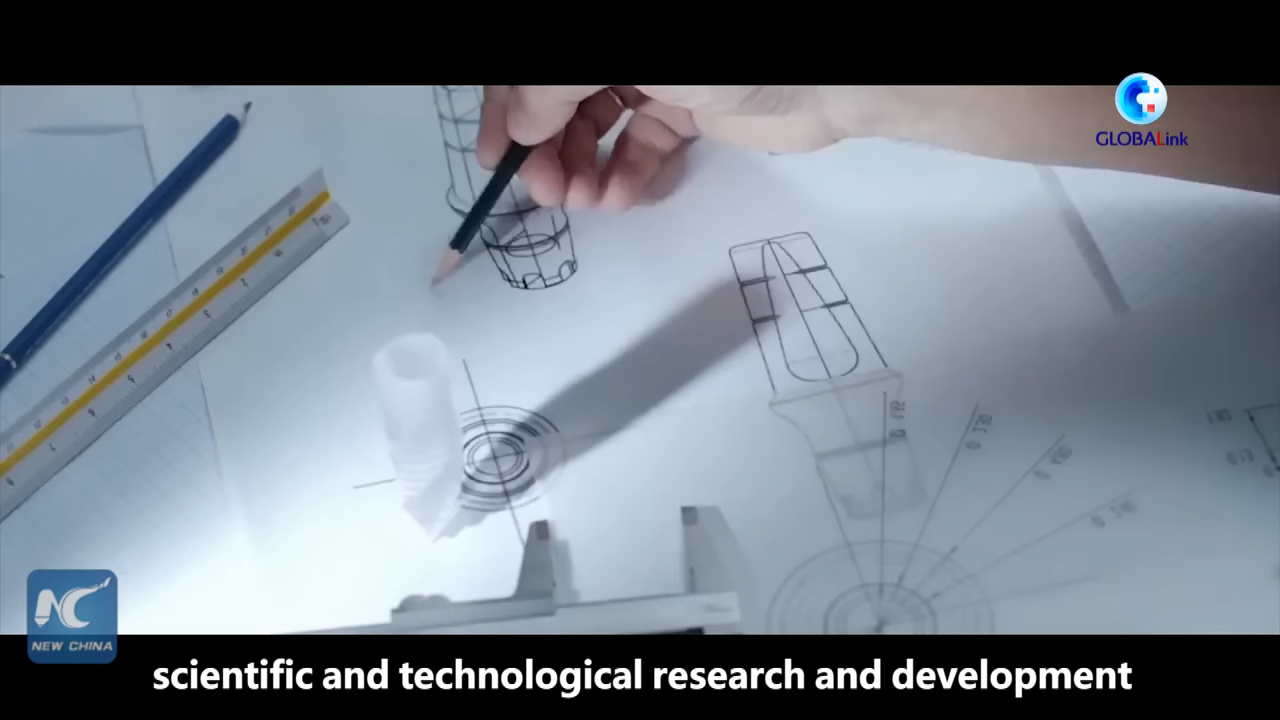 GLOBALink
NEW CHINA
scientific and technological research and development